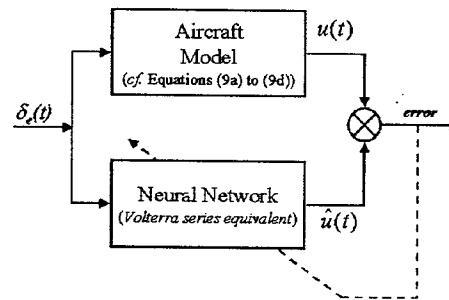 Aircraft
Model
(cf. Equations (9a) to (9d))
u(t)
δₑ(t)
error
Neural Network
(Volterra series equivalent)
û(t)